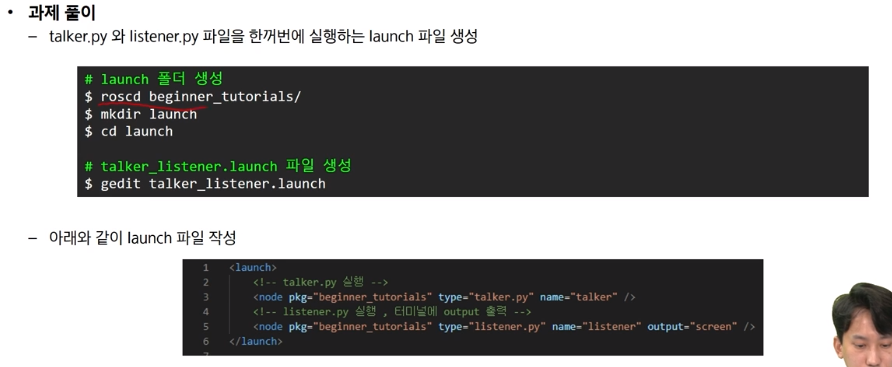 • 과제 풀이
– talker.py 와 listener.py 파일을 한꺼번에 실행하는 launch 파일 생성
# launch 폴더 생성
$ roscd beginner_tutorials/
$ mkdir launch
$ cd launch
# talker_listener.launch 파일 생성
$ gedit talker_listener.launch
– 아래와 같이 launch 파일 작성
1 <launch>
2 <!-- talker.py 실행 -->
3 <node pkg="beginner_tutorials" type="talker.py" name="talker" />
4 <!-- listener.py 실행 , 터미널에 output 출력 -->
5 <node pkg="beginner_tutorials" type="listener.py" name="listener" output="screen" />
6 </launch>
7